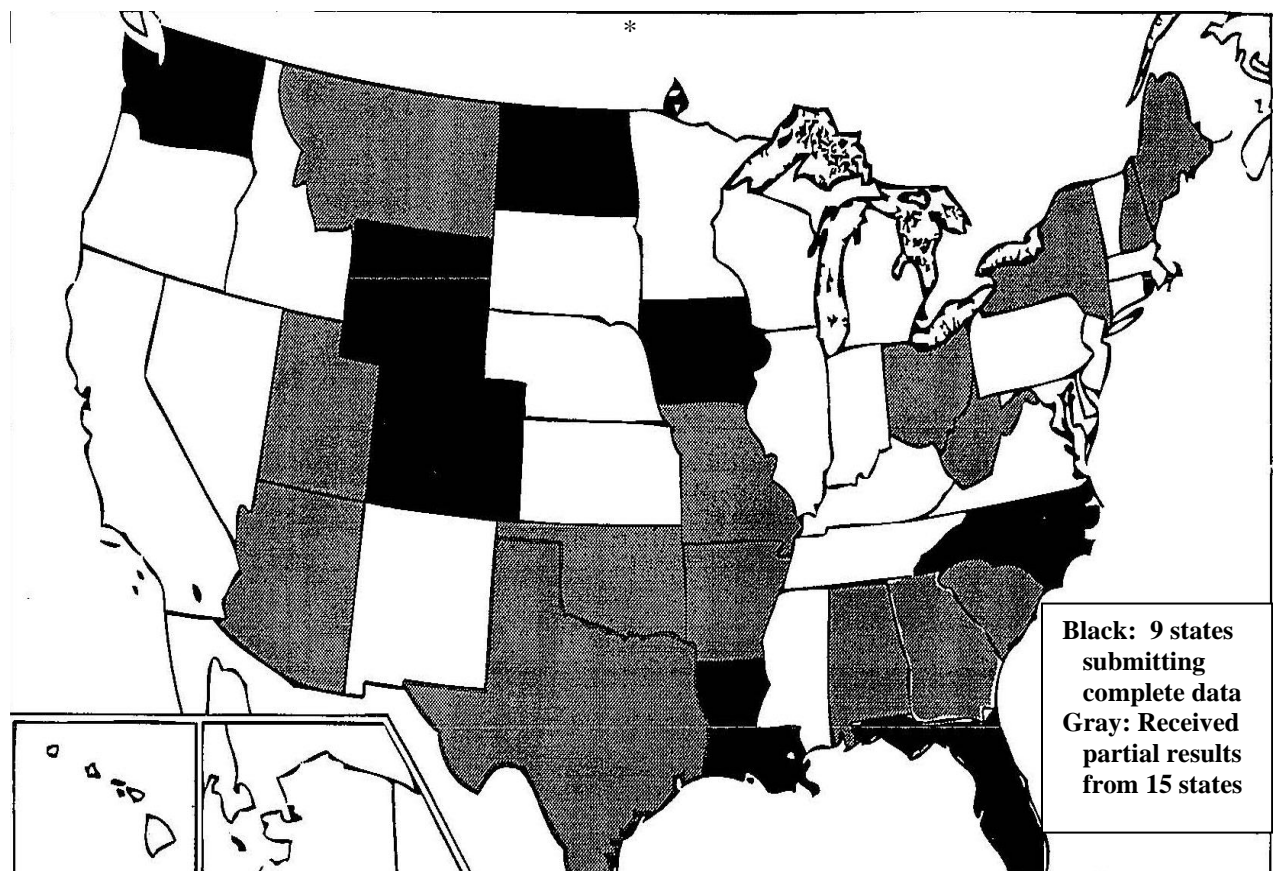 *
Black: 9 states
submitting
complete data
Gray: Received
partial results
from 15 states